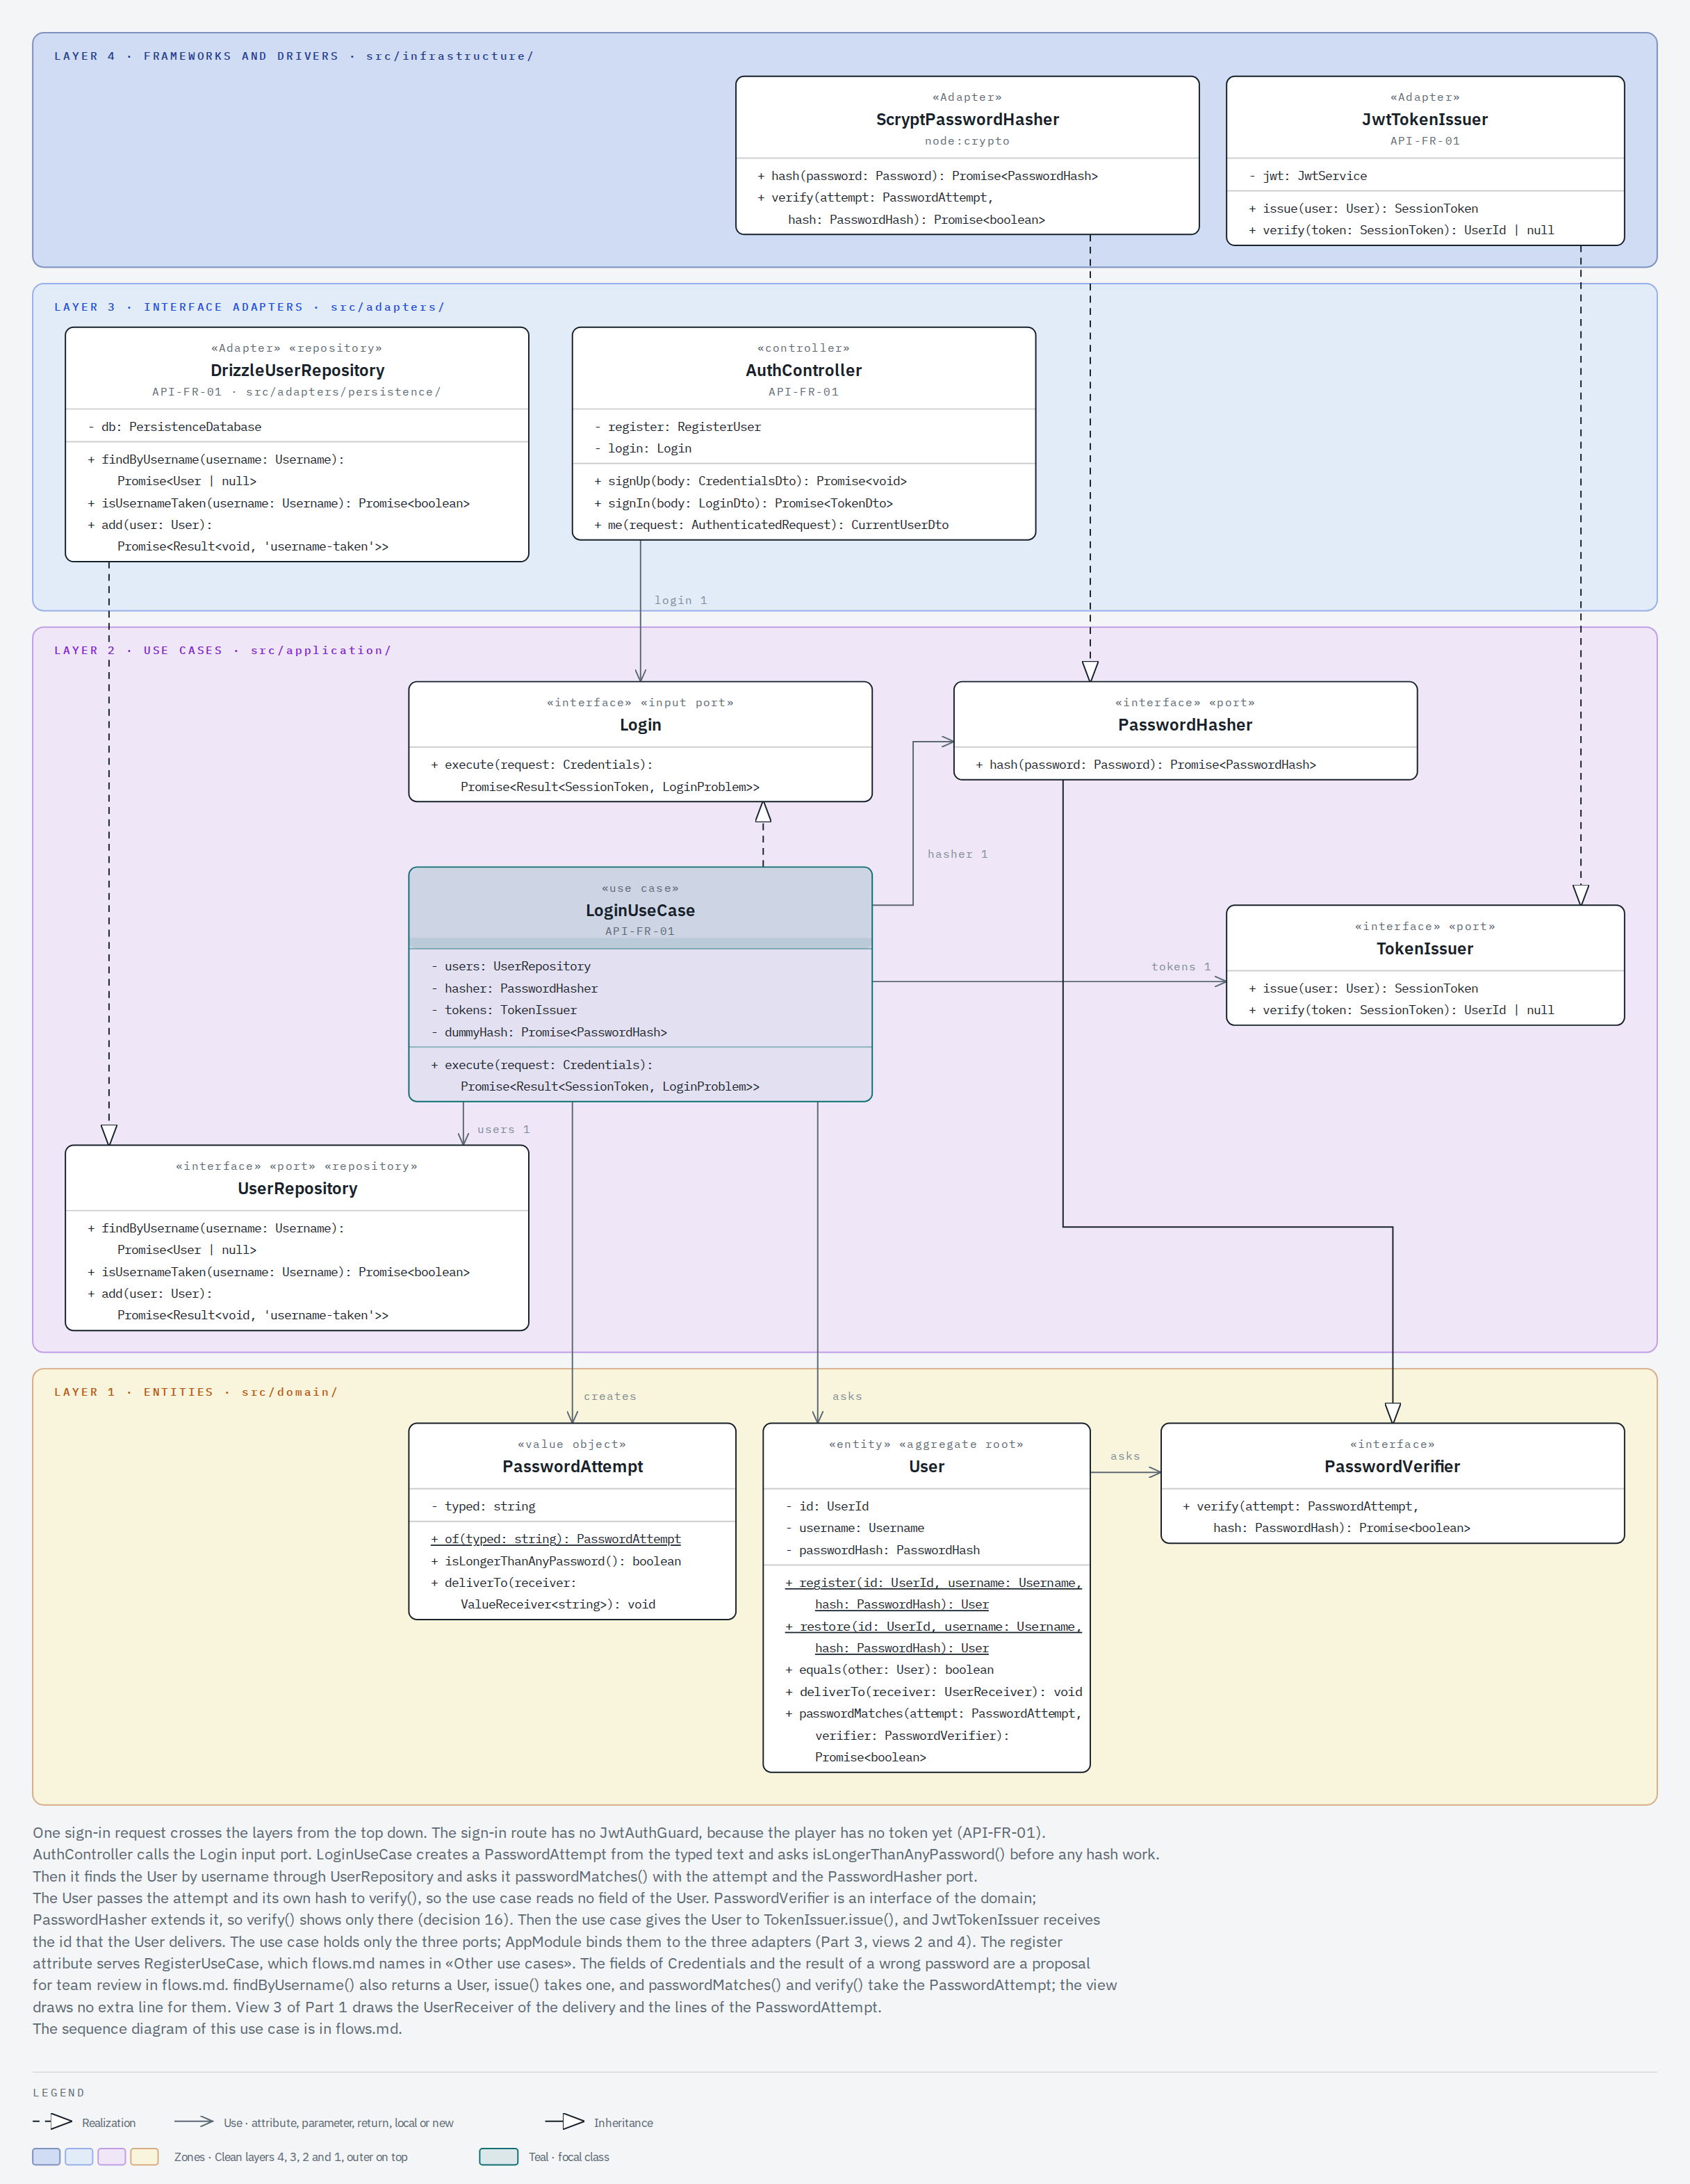 LAYER 4 · FRAMEWORKS AND DRIVERS · src/infrastructure/
«Adapter»
ScryptPasswordHasher
node:crypto
+ hash(password: Password): Promise<PasswordHash>
+ verify(attempt: PasswordAttempt,
hash: PasswordHash): Promise<boolean>
«Adapter»
JwtTokenIssuer
API-FR-01
- jwt: JwtService
+ issue(user: User): SessionToken
+ verify(token: SessionToken): UserId | null
LAYER 3 · INTERFACE ADAPTERS · src/adapters/
«Adapter» «repository»
DrizzleUserRepository
API-FR-01 · src/adapters/persistence/
- db: PersistenceDatabase
+ findByUsername(username: Username):
Promise<User | null>
+ isUsernameTaken(username: Username): Promise<boolean>
+ add(user: User):
Promise<Result<void, 'username-taken'>>
«controller»
AuthController
API-FR-01
- register: RegisterUser
- login: Login
+ signUp(body: CredentialsDto): Promise<void>
+ signIn(body: LoginDto): Promise<TokenDto>
+ me(request: AuthenticatedRequest): CurrentUserDto
login 1
LAYER 2 · USE CASES · src/application/
«interface» «input port»
Login
+ execute(request: Credentials):
Promise<Result<SessionToken, LoginProblem>>
«interface» «port»
PasswordHasher
+ hash(password: Password): Promise<PasswordHash>
hasher 1
«use case»
LoginUseCase
API-FR-01
- users: UserRepository
- hasher: PasswordHasher
- tokens: TokenIssuer
- dummyHash: Promise<PasswordHash>
+ execute(request: Credentials):
Promise<Result<SessionToken, LoginProblem>>
tokens 1
«interface» «port»
TokenIssuer
+ issue(user: User): SessionToken
+ verify(token: SessionToken): UserId | null
users 1
«interface» «port» «repository»
UserRepository
+ findByUsername(username: Username):
Promise<User | null>
+ isUsernameTaken(username: Username): Promise<boolean>
+ add(user: User):
Promise<Result<void, 'username-taken'>>
LAYER 1 · ENTITIES · src/domain/
creates
asks
«value object»
PasswordAttempt
- typed: string
+ of(typed: string): PasswordAttempt
+ isLongerThanAnyPassword(): boolean
+ deliverTo(receiver:
ValueReceiver<string>): void
«entity» «aggregate root»
User
- id: UserId
- username: Username
- passwordHash: PasswordHash
+ register(id: UserId, username: Username,
hash: PasswordHash): User
+ restore(id: UserId, username: Username,
hash: PasswordHash): User
+ equals(other: User): boolean
+ deliverTo(receiver: UserReceiver): void
+ passwordMatches(attempt: PasswordAttempt,
verifier: PasswordVerifier):
Promise<boolean>
asks
«interface»
PasswordVerifier
+ verify(attempt: PasswordAttempt,
hash: PasswordHash): Promise<boolean>
One sign-in request crosses the layers from the top down. The sign-in route has no JwtAuthGuard, because the player has no token yet (API-FR-01).
AuthController calls the Login input port. LoginUseCase creates a PasswordAttempt from the typed text and asks isLongerThanAnyPassword() before any hash work.
Then it finds the User by username through UserRepository and asks it passwordMatches() with the attempt and the PasswordHasher port.
The User passes the attempt and its own hash to verify(), so the use case reads no field of the User. PasswordVerifier is an interface of the domain;
PasswordHasher extends it, so verify() shows only there (decision 16). Then the use case gives the User to TokenIssuer.issue(), and JwtTokenIssuer receives
the id that the User delivers. The use case holds only the three ports; AppModule binds them to the three adapters (Part 3, views 2 and 4). The register
attribute serves RegisterUseCase, which flows.md names in «Other use cases». The fields of Credentials and the result of a wrong password are a proposal
for team review in flows.md. findByUsername() also returns a User, issue() takes one, and passwordMatches() and verify() take the PasswordAttempt; the view
draws no extra line for them. View 3 of Part 1 draws the UserReceiver of the delivery and the lines of the PasswordAttempt.
The sequence diagram of this use case is in flows.md.
LEGEND
Realization
Use · attribute, parameter, return, local or new
Inheritance
Zones · Clean layers 4, 3, 2 and 1, outer on top
Teal · focal class